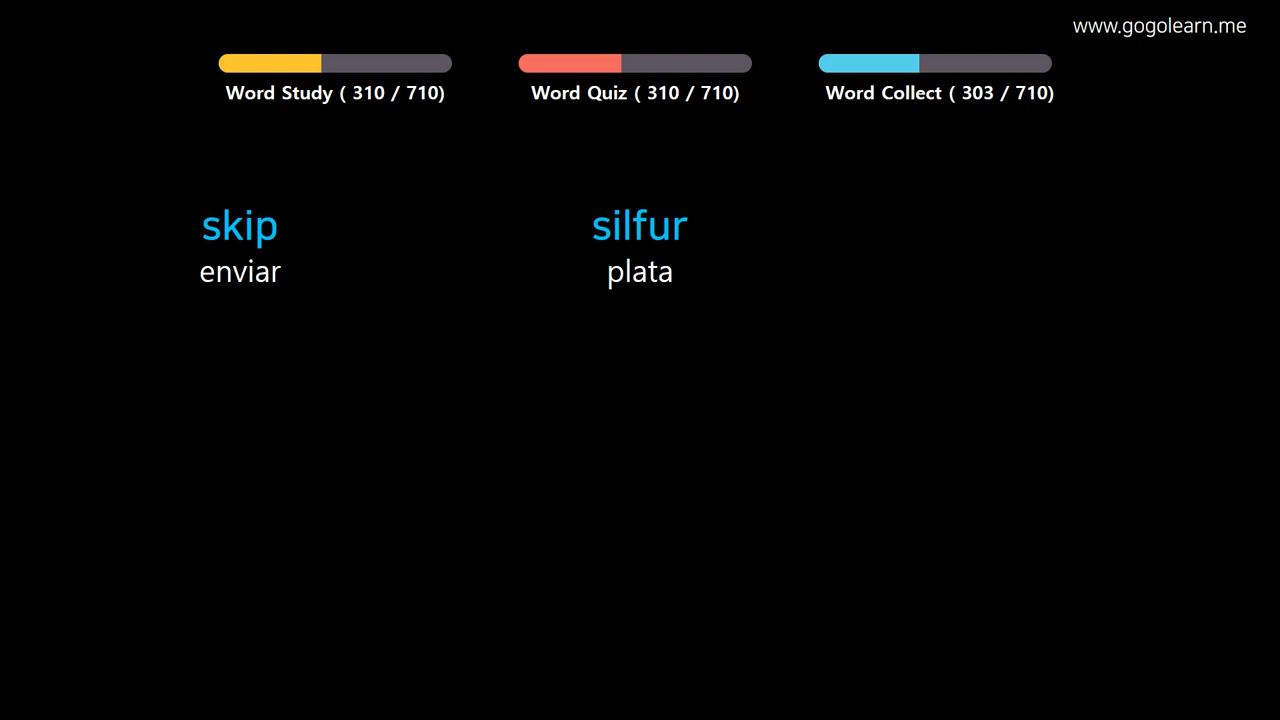 www.gogolearn.me
Word Study ( 310 / 710)
Word Quiz ( 310 / 710)
Word Collect ( 303 / 710)
skip
enviar
silfur
plata